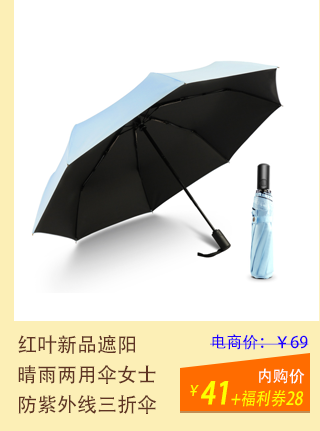 红叶新品遮阳
晴雨两用伞女士
防紫外线三折伞
电商价：￥69
内购价
￥41+福利券28